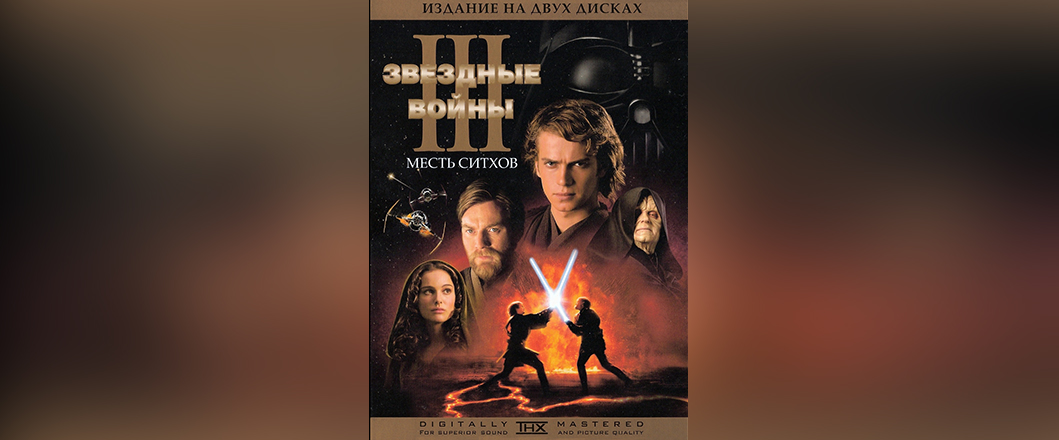 ИЗДАНИЕ НА ДВУХ ДИСКАХ
III
ЗВЕЗДНЫЕ
ВОЙНЫ
МЕСТЬ СИТХОВ
DIGITALLY THX MASTERED
FOR SUPERIOR SOUND AND PICTURE QUALITY